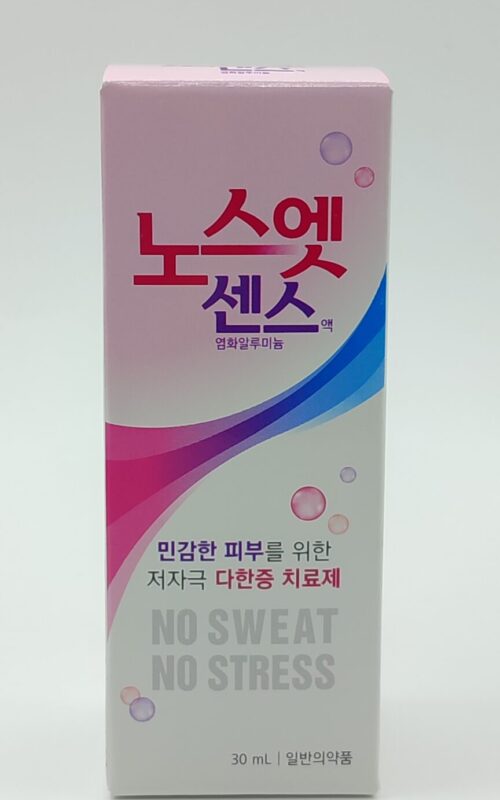 노스엣
센스액
염화알루미늄
민감한 피부를 위한
저자극 다한증 치료제
NO SWEAT
NO STRESS
30 mL | 일반의약품